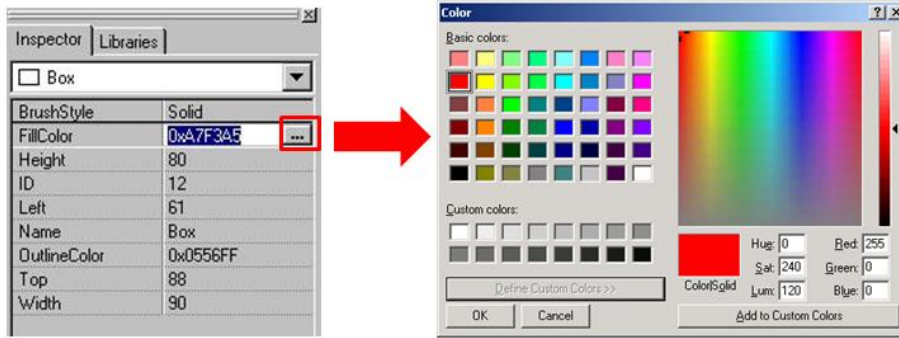 Inspector Libraries
Box
BrushStyle Solid
FillColor 0xA7F3A5 ...
Height 80
ID 12
Left 61
Name Box
OutlineColor 0x0556FF
Top 88
Width 90
Color
Basic colors:
Custom colors:
Define Custom Colors >>
OK Cancel
Color|Solid
Hue: 0 Red: 255
Sat: 240 Green: 0
Lum: 120 Blue: 0
Add to Custom Colors